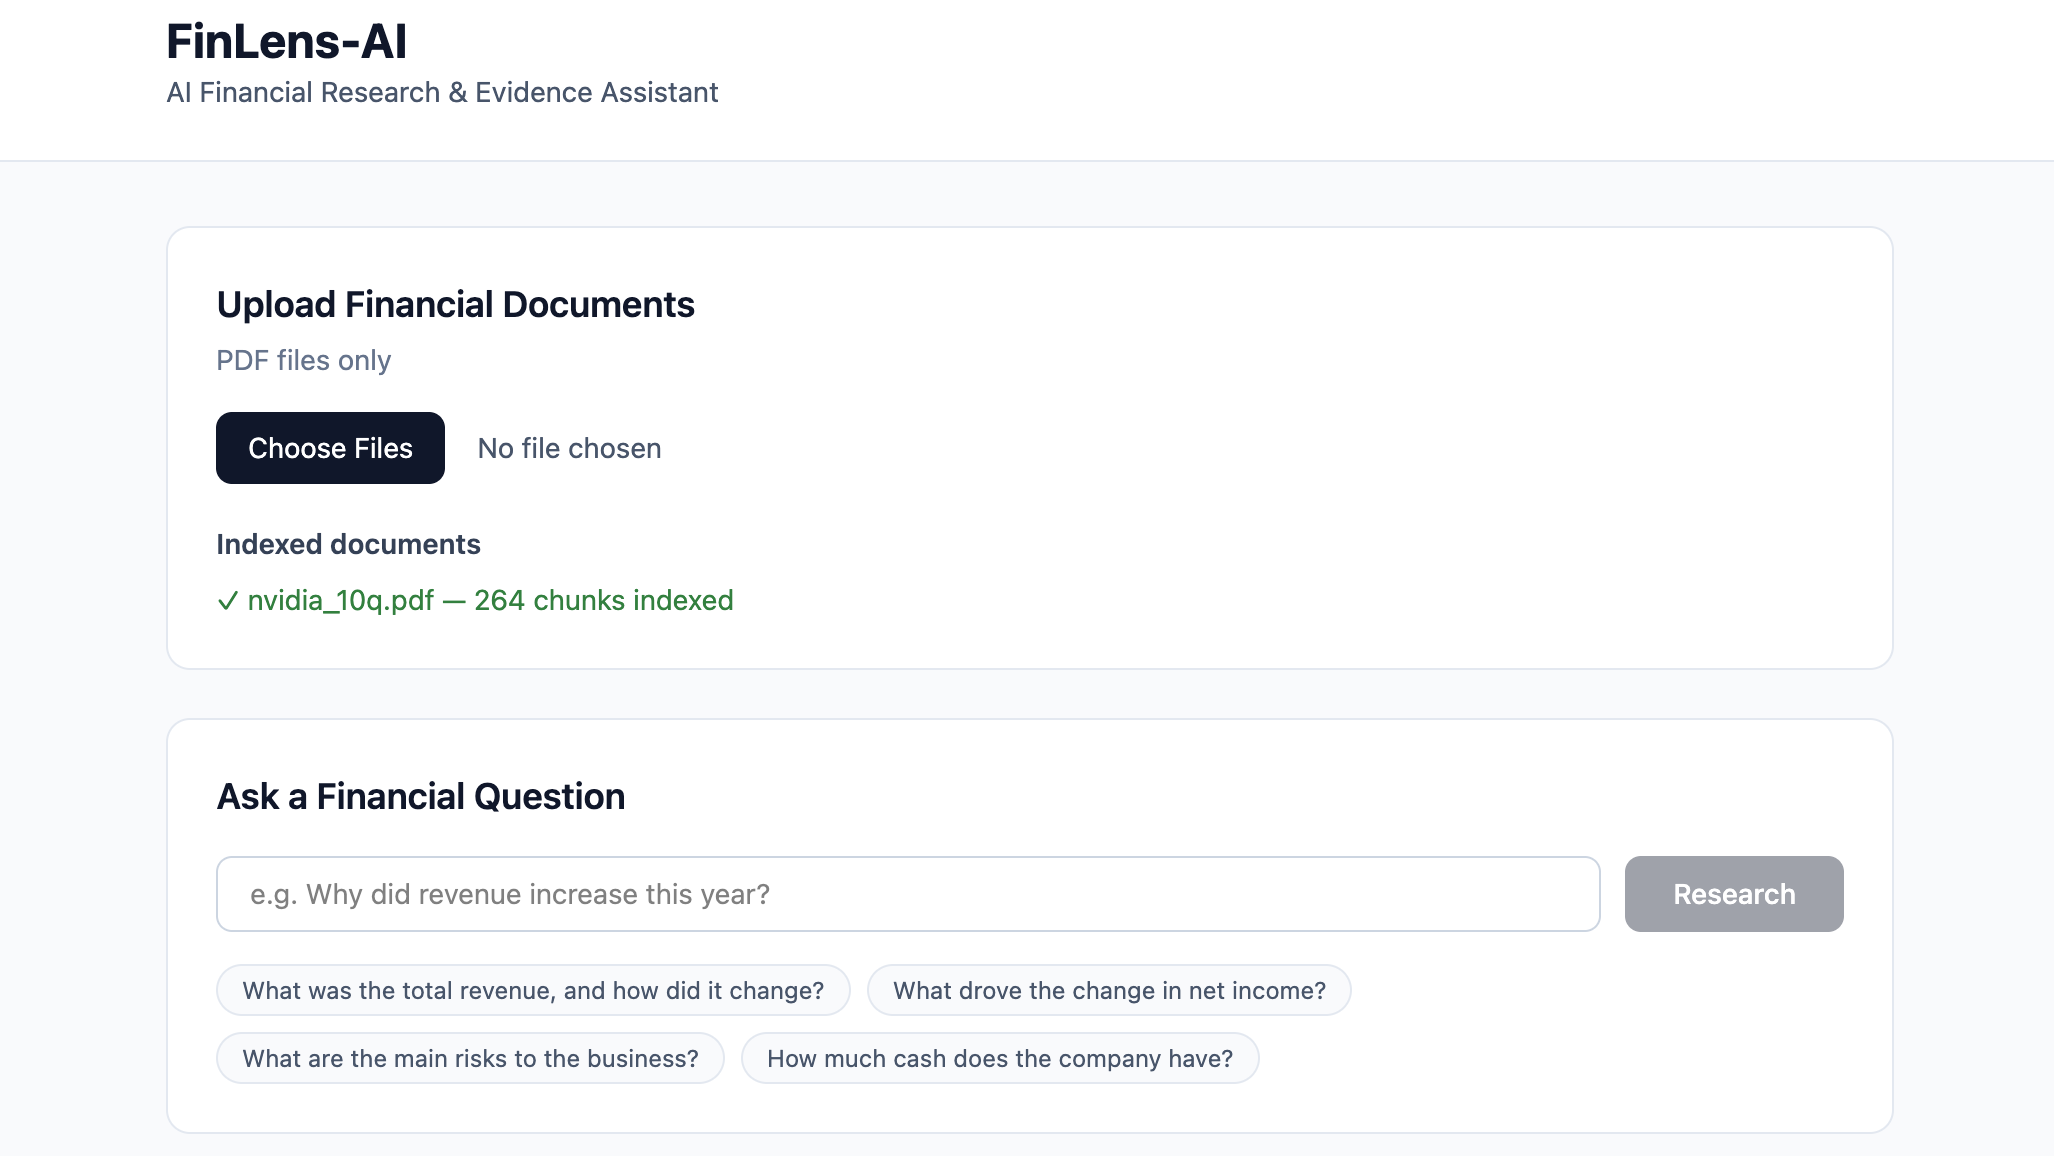 FinLens-AI
AI Financial Research & Evidence Assistant
Upload Financial Documents
PDF files only
Choose Files No file chosen
Indexed documents
✓ nvidia_10q.pdf — 264 chunks indexed
Ask a Financial Question
e.g. Why did revenue increase this year? Research
What was the total revenue, and how did it change? What drove the change in net income?
What are the main risks to the business? How much cash does the company have?